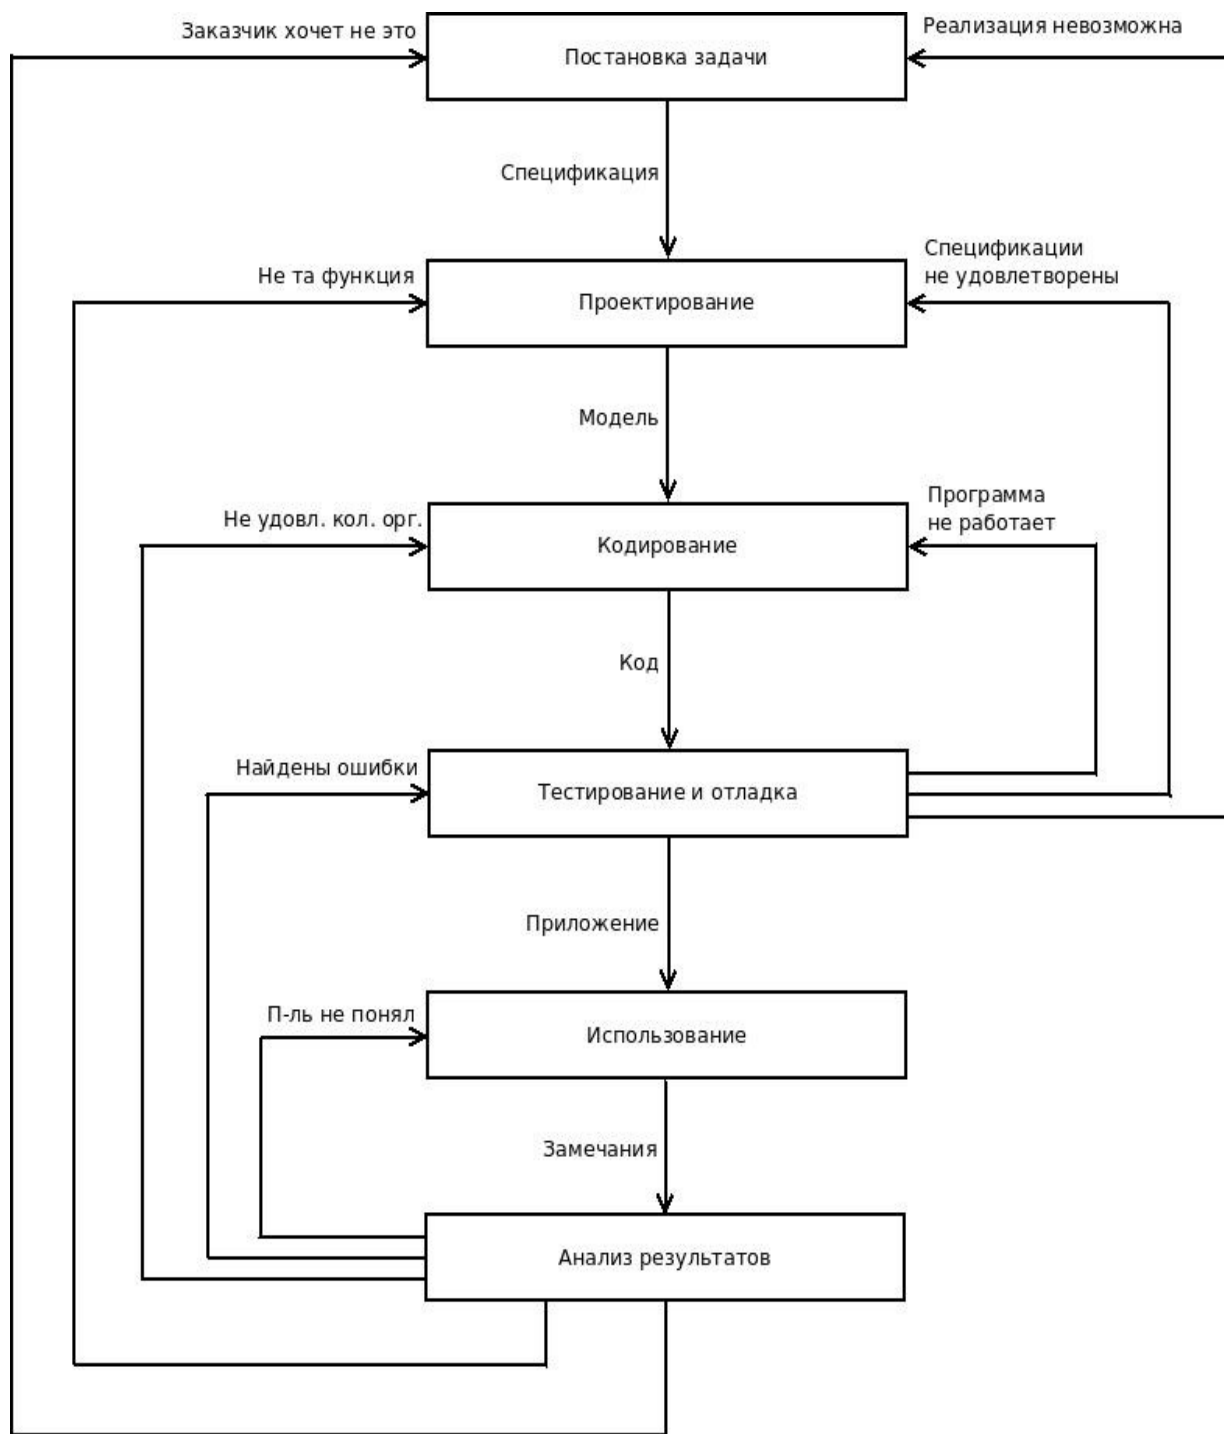 Заказчик хочет не это
Реализация невозможна
Постановка задачи
Спецификация
Не та функция
Спецификации
не удовлетворены
Проектирование
Модель
Не удовл. кол. орг.
Программа
не работает
Кодирование
Код
Найдены ошибки
Тестирование и отладка
Приложение
П-ль не понял
Использование
Замечания
Анализ результатов